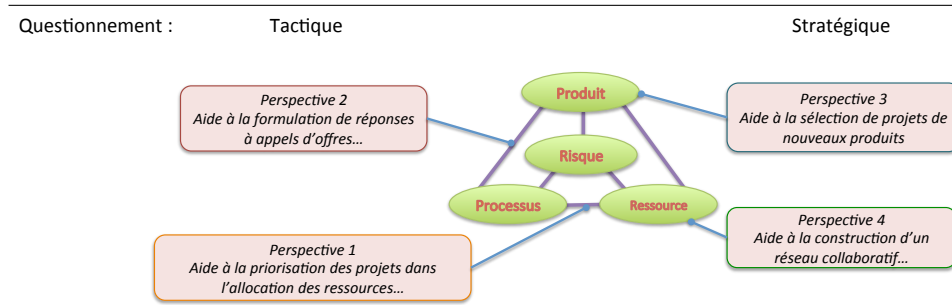 Questionnement : Tactique Stratégique
Produit
Perspective 2
Aide à la formulation de réponses
à appels d'offres…
Perspective 3
Aide à la sélection de projets de
nouveaux produits
Risque
Processus
Ressource
Perspective 1
Aide à la priorisation des projets dans
l'allocation des ressources…
Perspective 4
Aide à la construction d'un
réseau collaboratif…